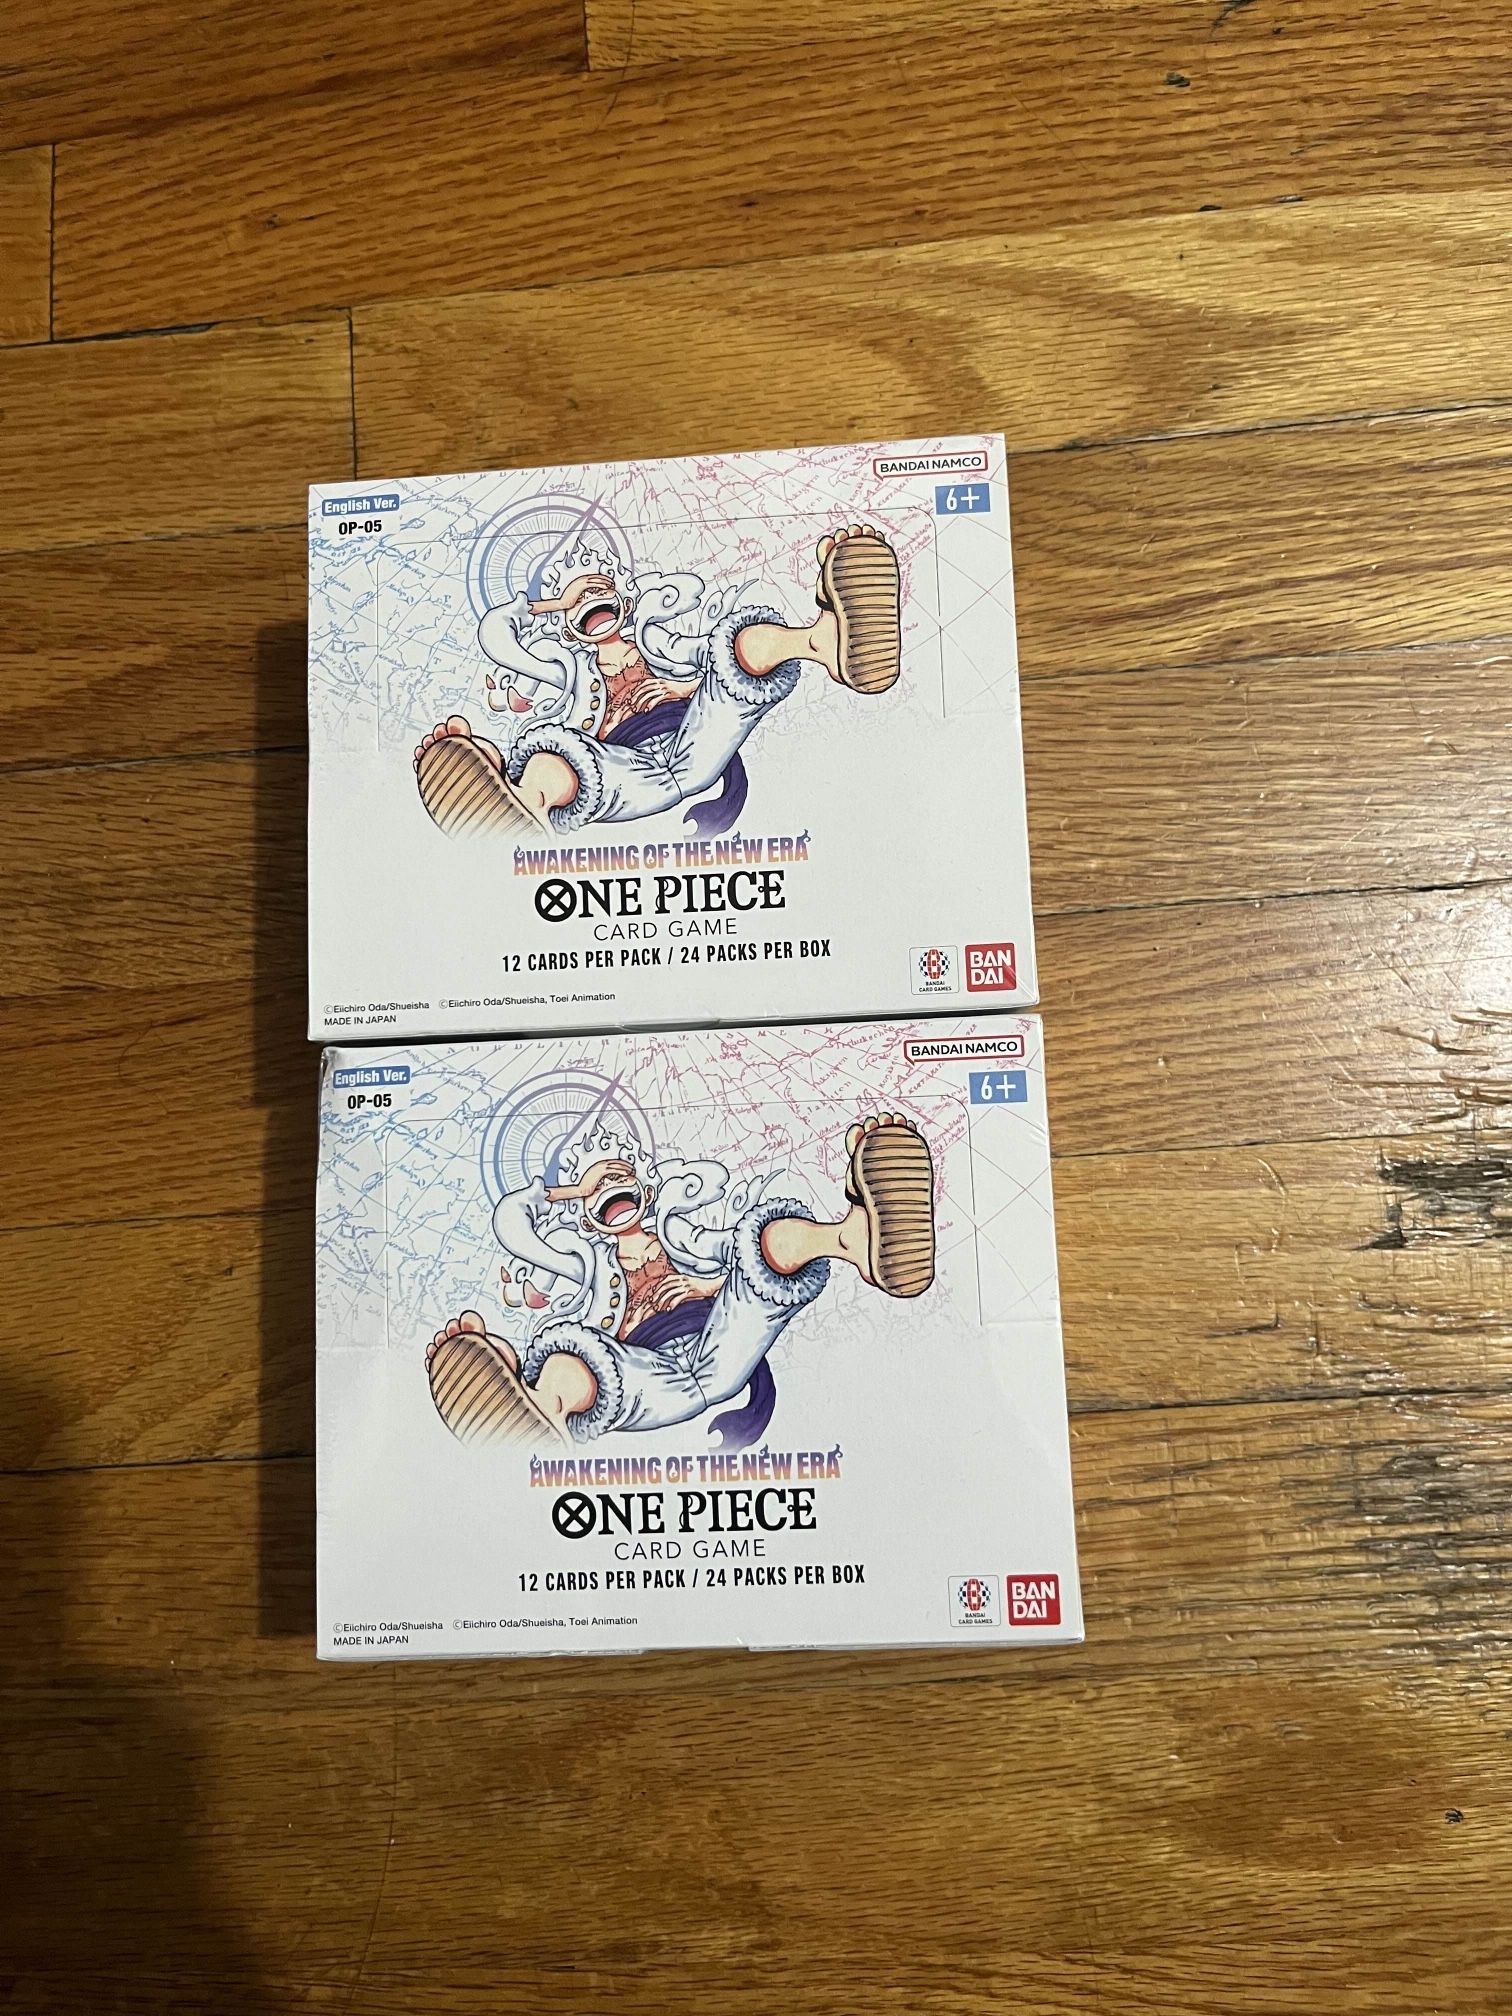 English Ver.
OP-05
BANDAI NAMCO
6+
AWAKENING OF THE NEW ERA
ONE PIECE
CARD GAME
12 CARDS PER PACK / 24 PACKS PER BOX
©Eiichiro Oda/Shueisha ©Eiichiro Oda/Shueisha, Toei Animation
MADE IN JAPAN
BANDAI
CARD GAMES
BAN
DAI
English Ver.
OP-05
BANDAI NAMCO
6+
AWAKENING OF THE NEW ERA
ONE PIECE
CARD GAME
12 CARDS PER PACK / 24 PACKS PER BOX
©Eiichiro Oda/Shueisha ©Eiichiro Oda/Shueisha, Toei Animation
MADE IN JAPAN
BANDAI
CARD GAMES
BAN
DAI